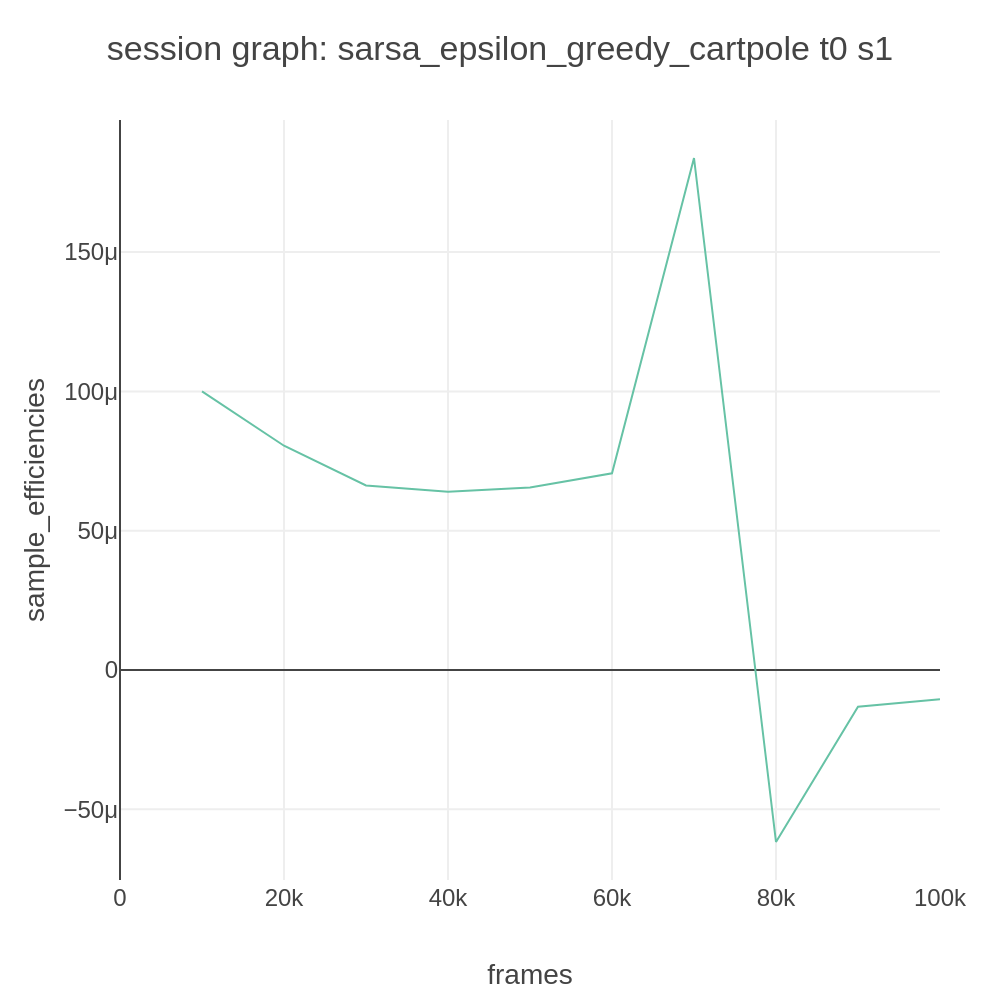 session graph: sarsa_epsilon_greedy_cartpole t0 s1
150μ
100μ
50μ
0
−50μ
sample_efficiencies
0
20k
40k
60k
80k
100k
frames